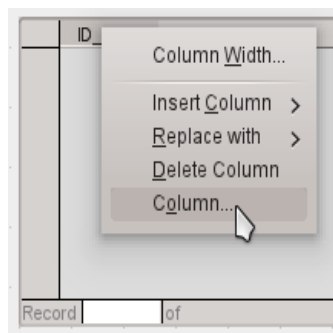 ID_
Column Width...
Insert Column
Replace with
Delete Column
Column...
Record of